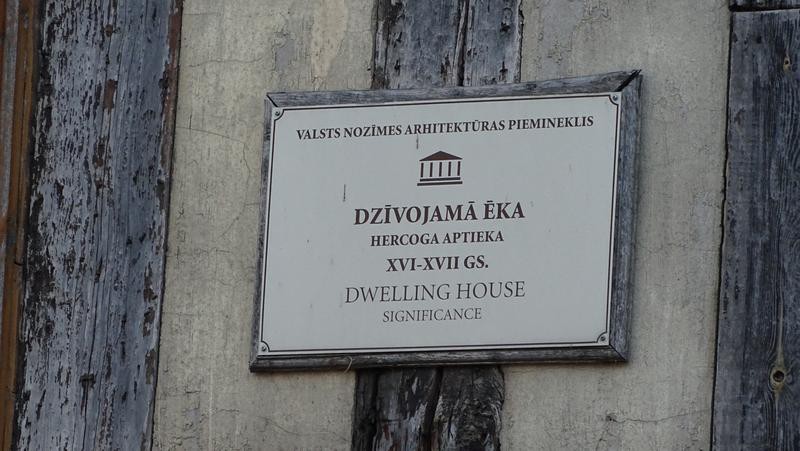 VALSTS NOZĪMES ARHITEKTŪRAS PIEMINEKLIS
DZĪVOJAMĀ ĒKA
HERCOGA APTIEKA
XVI-XVII GS.
DWELLING HOUSE
SIGNIFICANCE